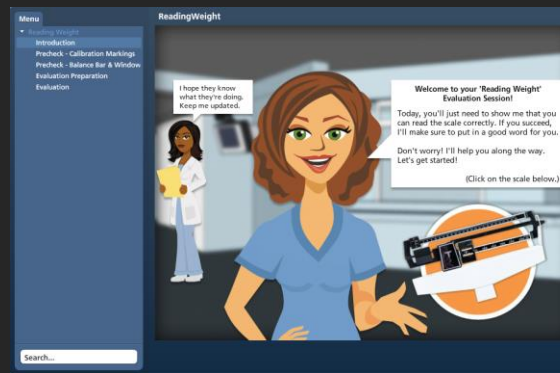 Menu
ReadingWeight
Reading Weight
Introduction
Precheck - Calibration Markings
Precheck - Balance Bar & Window
Evaluation Preparation
Evaluation
I hope they know
what they're doing.
Keep me updated.
Welcome to your 'Reading Weight'
Evaluation Session!
Today, you'll just need to show me that you
can read the scale correctly. If you succeed,
I'll make sure to put in a good word for you.
Don't worry! I'll help you along the way.
Let's get started!
(Click on the scale below.)
Search...